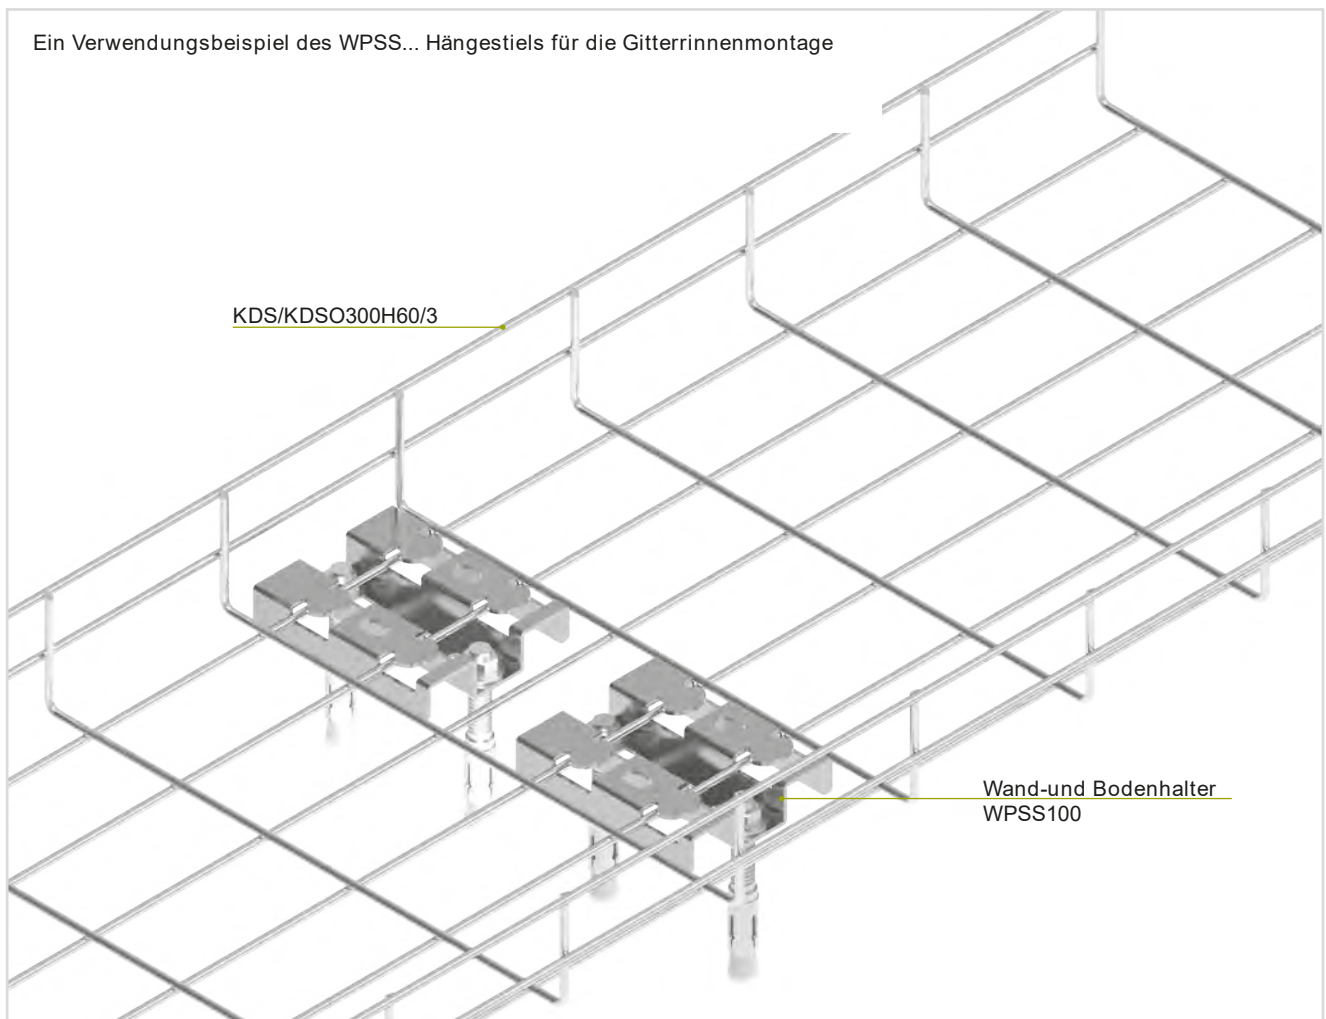 Ein Verwendungsbeispiel des WPSS... Hängestiels für die Gitterrinnenmontage
KDS/KDSO300H60/3
Wand-und Bodenhalter
WPSS100